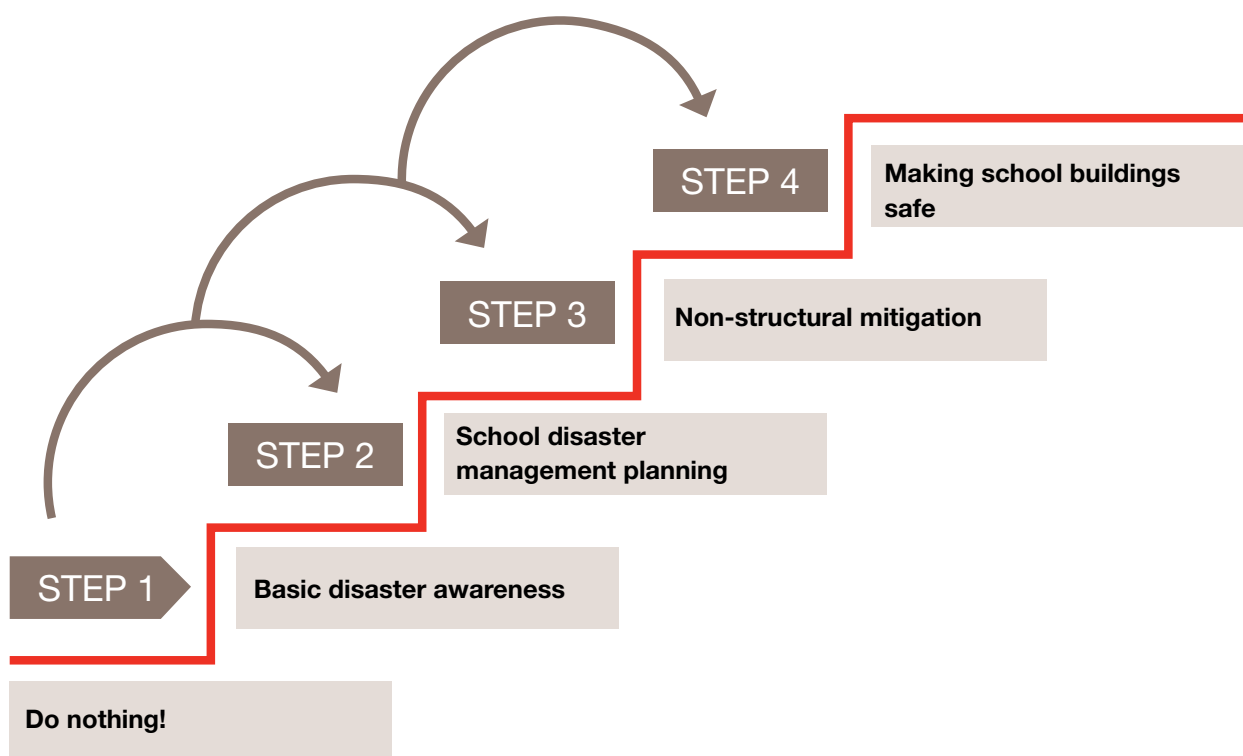 STEP 4
Making school buildings
safe
STEP 3
Non-structural mitigation
STEP 2
School disaster
management planning
STEP 1
Basic disaster awareness
Do nothing!